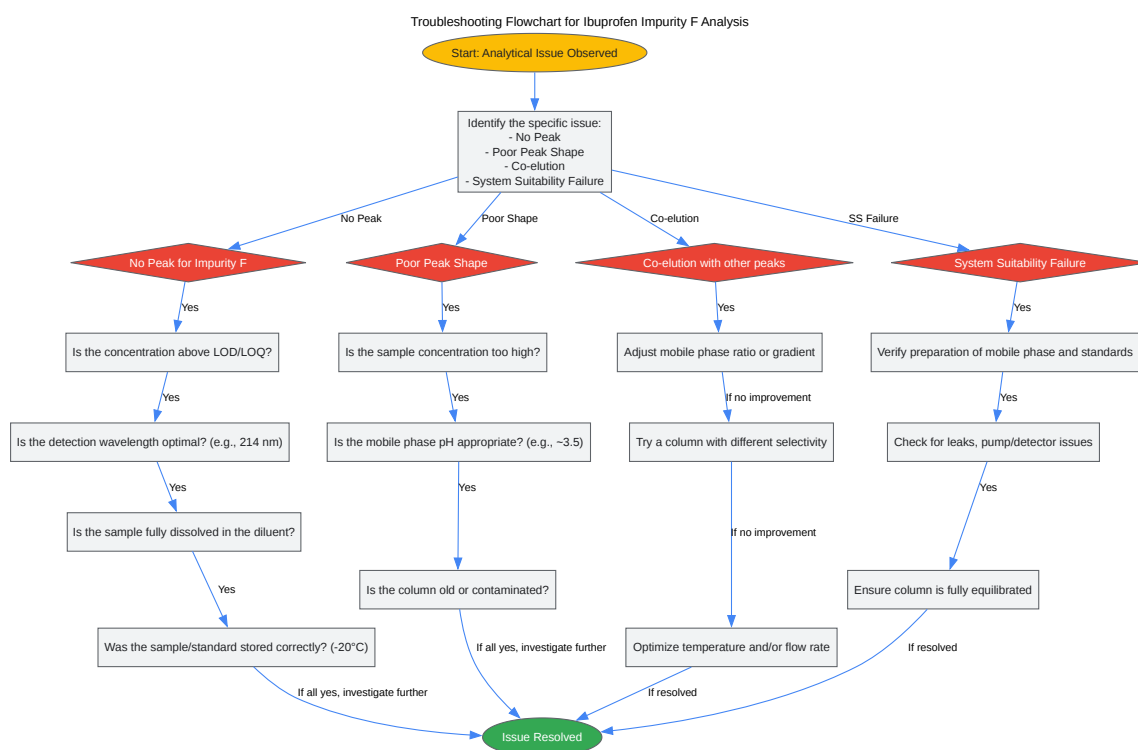 Troubleshooting Flowchart for Ibuprofen Impurity F Analysis
Start: Analytical Issue Observed
Identify the specific issue:
- No Peak
- Poor Peak Shape
- Co-elution
- System Suitability Failure
No Peak
Poor Shape
Co-elution
SS Failure
No Peak for Impurity F
Poor Peak Shape
Co-elution with other peaks
System Suitability Failure
Yes
Yes
Yes
Yes
Is the concentration above LOD/LOQ?
Is the sample concentration too high?
Adjust mobile phase ratio or gradient
Verify preparation of mobile phase and standards
Yes
Yes
If no improvement
Yes
Is the detection wavelength optimal? (e.g., 214 nm)
Is the mobile phase pH appropriate? (e.g., ~3.5)
Try a column with different selectivity
Check for leaks, pump/detector issues
Yes
Yes
Yes
Is the sample fully dissolved in the diluent?
If no improvement
Yes
Is the column old or contaminated?
Ensure column is fully equilibrated
Was the sample/standard stored correctly? (-20°C)
If all yes, investigate further
Optimize temperature and/or flow rate
If resolved
If all yes, investigate further
If resolved
Issue Resolved